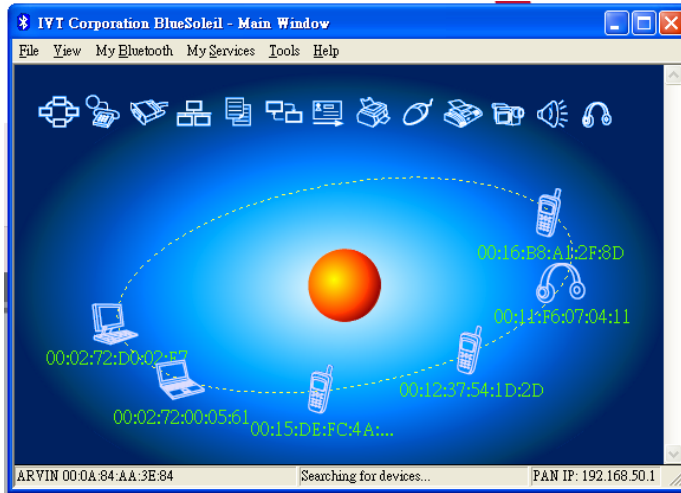 IVT Corporation BlueSoleil - Main Window
File View My Bluetooth My Services Tools Help
00:16:B8:A1:2F:8D
00:11:F6:07:04:11
00:02:72:D0:02:E7
00:12:37:54:1D:2D
00:02:72:00:05:61
00:15:DE:FC:4A:...
ARVIN 00:0A:84:AA:3E:84 Searching for devices... PAN IP: 192.168.50.1